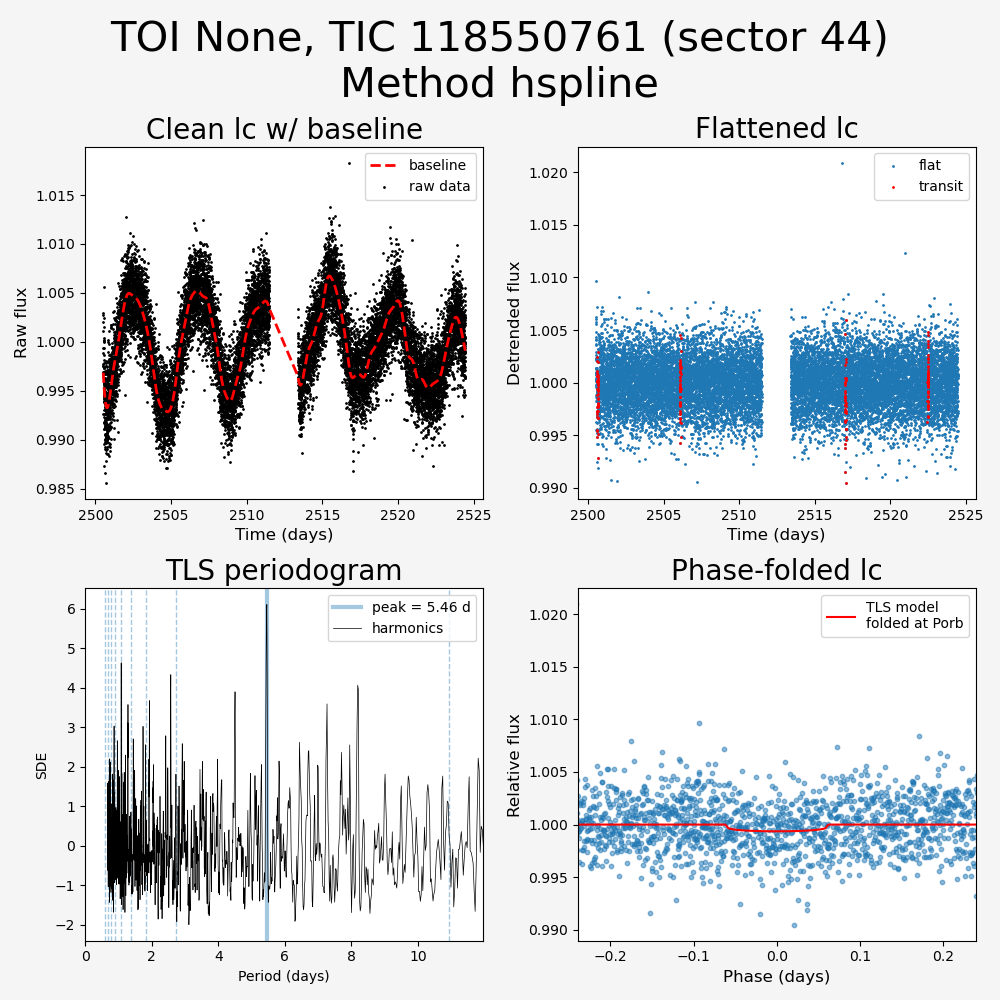 TOI None, TIC 118550761 (sector 44)
Method hspline
Clean lc w/ baseline
baseline
raw data
1.015
1.010
1.005
1.000
0.995
0.990
0.985
Raw flux
2500
2505
2510
2515
2520
2525
Time (days)
Flattened lc
flat
transit
1.020
1.015
1.010
1.005
1.000
0.995
0.990
Detrended flux
2500
2505
2510
2515
2520
2525
Time (days)
TLS periodogram
peak = 5.46 d
harmonics
6
5
4
3
2
1
0
−1
−2
SDE
0
2
4
6
8
10
Period (days)
Phase-folded lc
TLS model
folded at Porb
1.020
1.015
1.010
1.005
1.000
0.995
0.990
Relative flux
−0.2
−0.1
0.0
0.1
0.2
Phase (days)